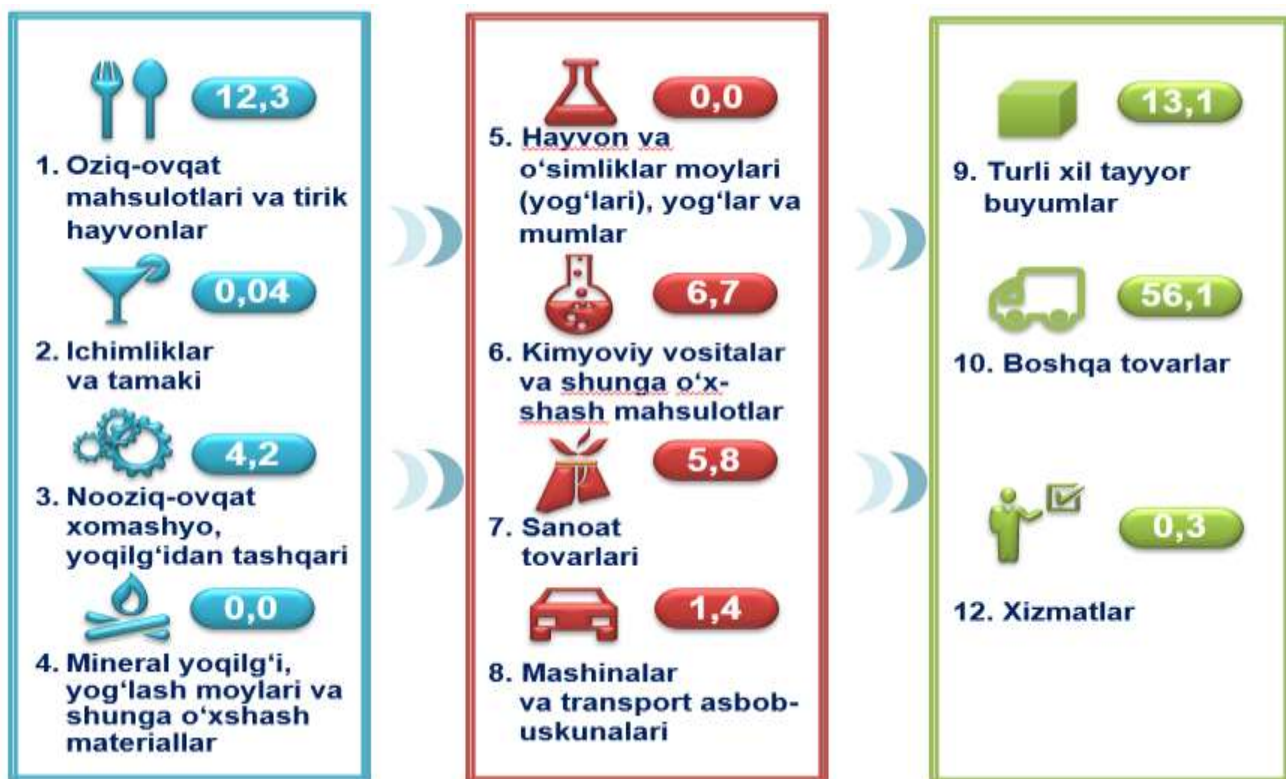 12,3
1. Oziq-ovqat
mahsulotlari va tirik
hayvonlar
0,04
2. Ichimliklar
va tamaki
4,2
3. Nooziq-ovqat
xomashyo,
yoqilg‘idan tashqari
0,0
4. Mineral yoqilg‘i,
yog‘lash moylari va
shunga o‘xshash
materiallar
0,0
5. Hayvon va
o‘simliklar moylari
(yog‘lari), yog‘lar va
mumlar
6,7
6. Kimyoviy vositalar
va shunga o‘x-
shash mahsulotlar
5,8
7. Sanoat
tovarlari
1,4
8. Mashinalar
va transport asbob-
uskunalari
13,1
9. Turli xil tayyor
buyumlar
56,1
10. Boshqa tovarlar
0,3
12. Xizmatlar